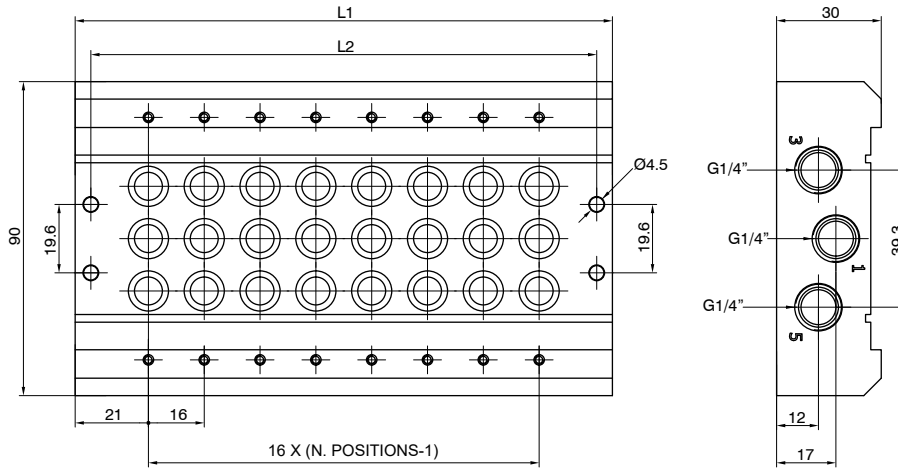 L1
30
L2
3
Ø4.5
G1/4”
90
19.6
19.6
G1/4”
39.3
1
G1/4”
5
21
16
12
16 X (N. POSITIONS-1)
17